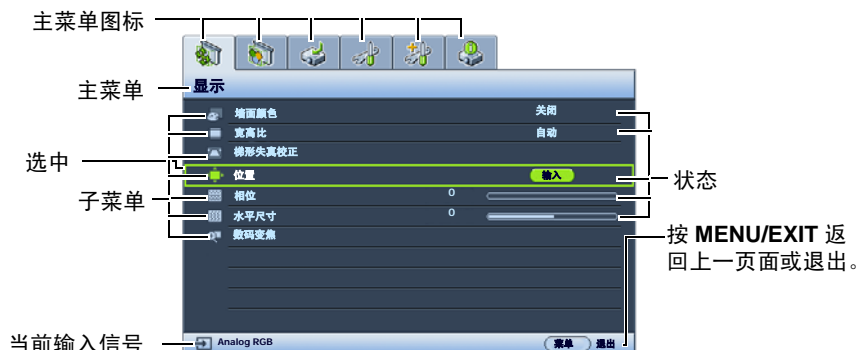 主菜单图标
主菜单
显示
墙面颜色
关闭
宽高比
自动
梯形失真校正
选中
位置
输入
状态
子菜单
相位
0
水平尺寸
0
数码变焦
按 MENU/EXIT 返
回上一页面或退出。
当前输入信号
Analog RGB
菜单
退出